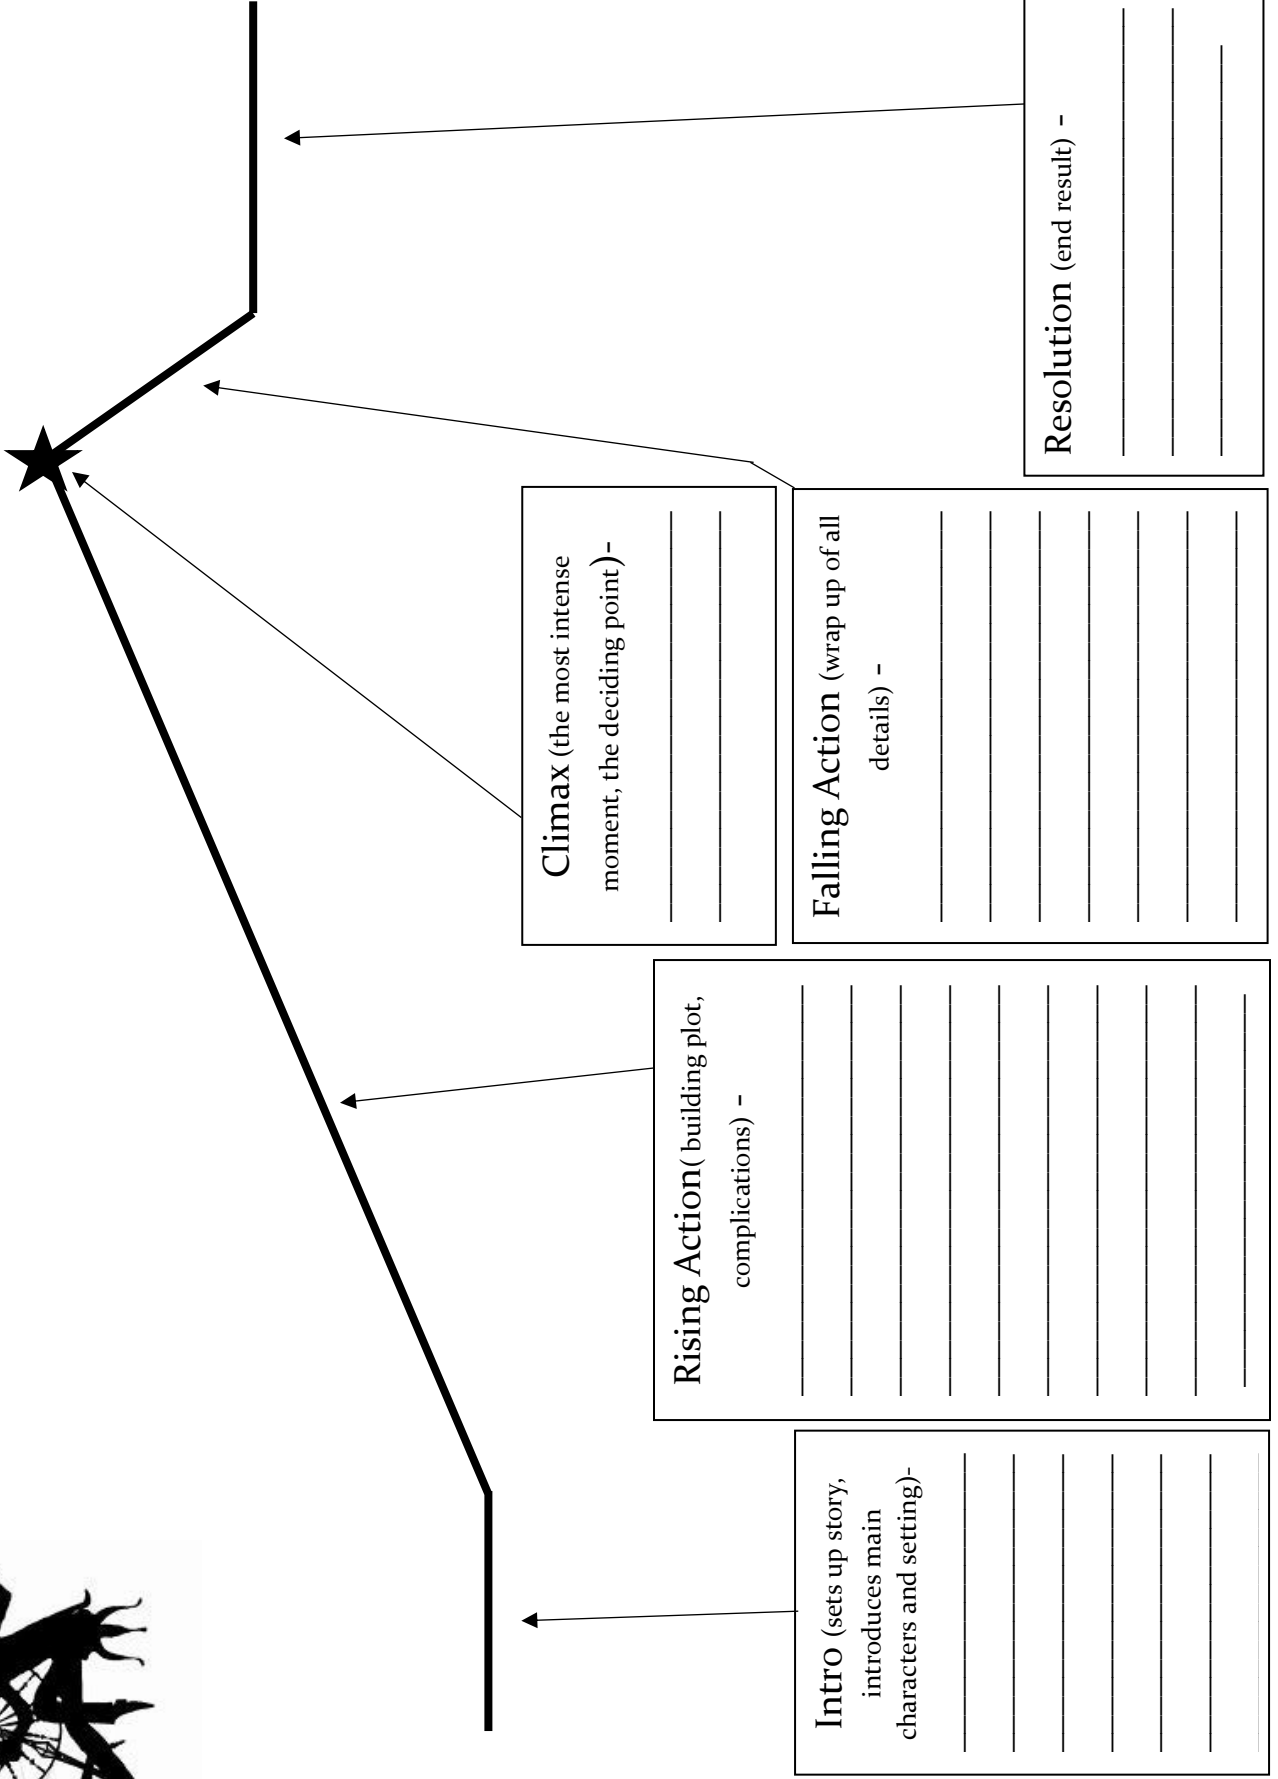 Intro (sets up story,
introduces main
characters and setting)-
Rising Action( building plot,
complications) -
Climax (the most intense
moment, the deciding point)-
Falling Action (wrap up of all
details) -
Resolution (end result) -